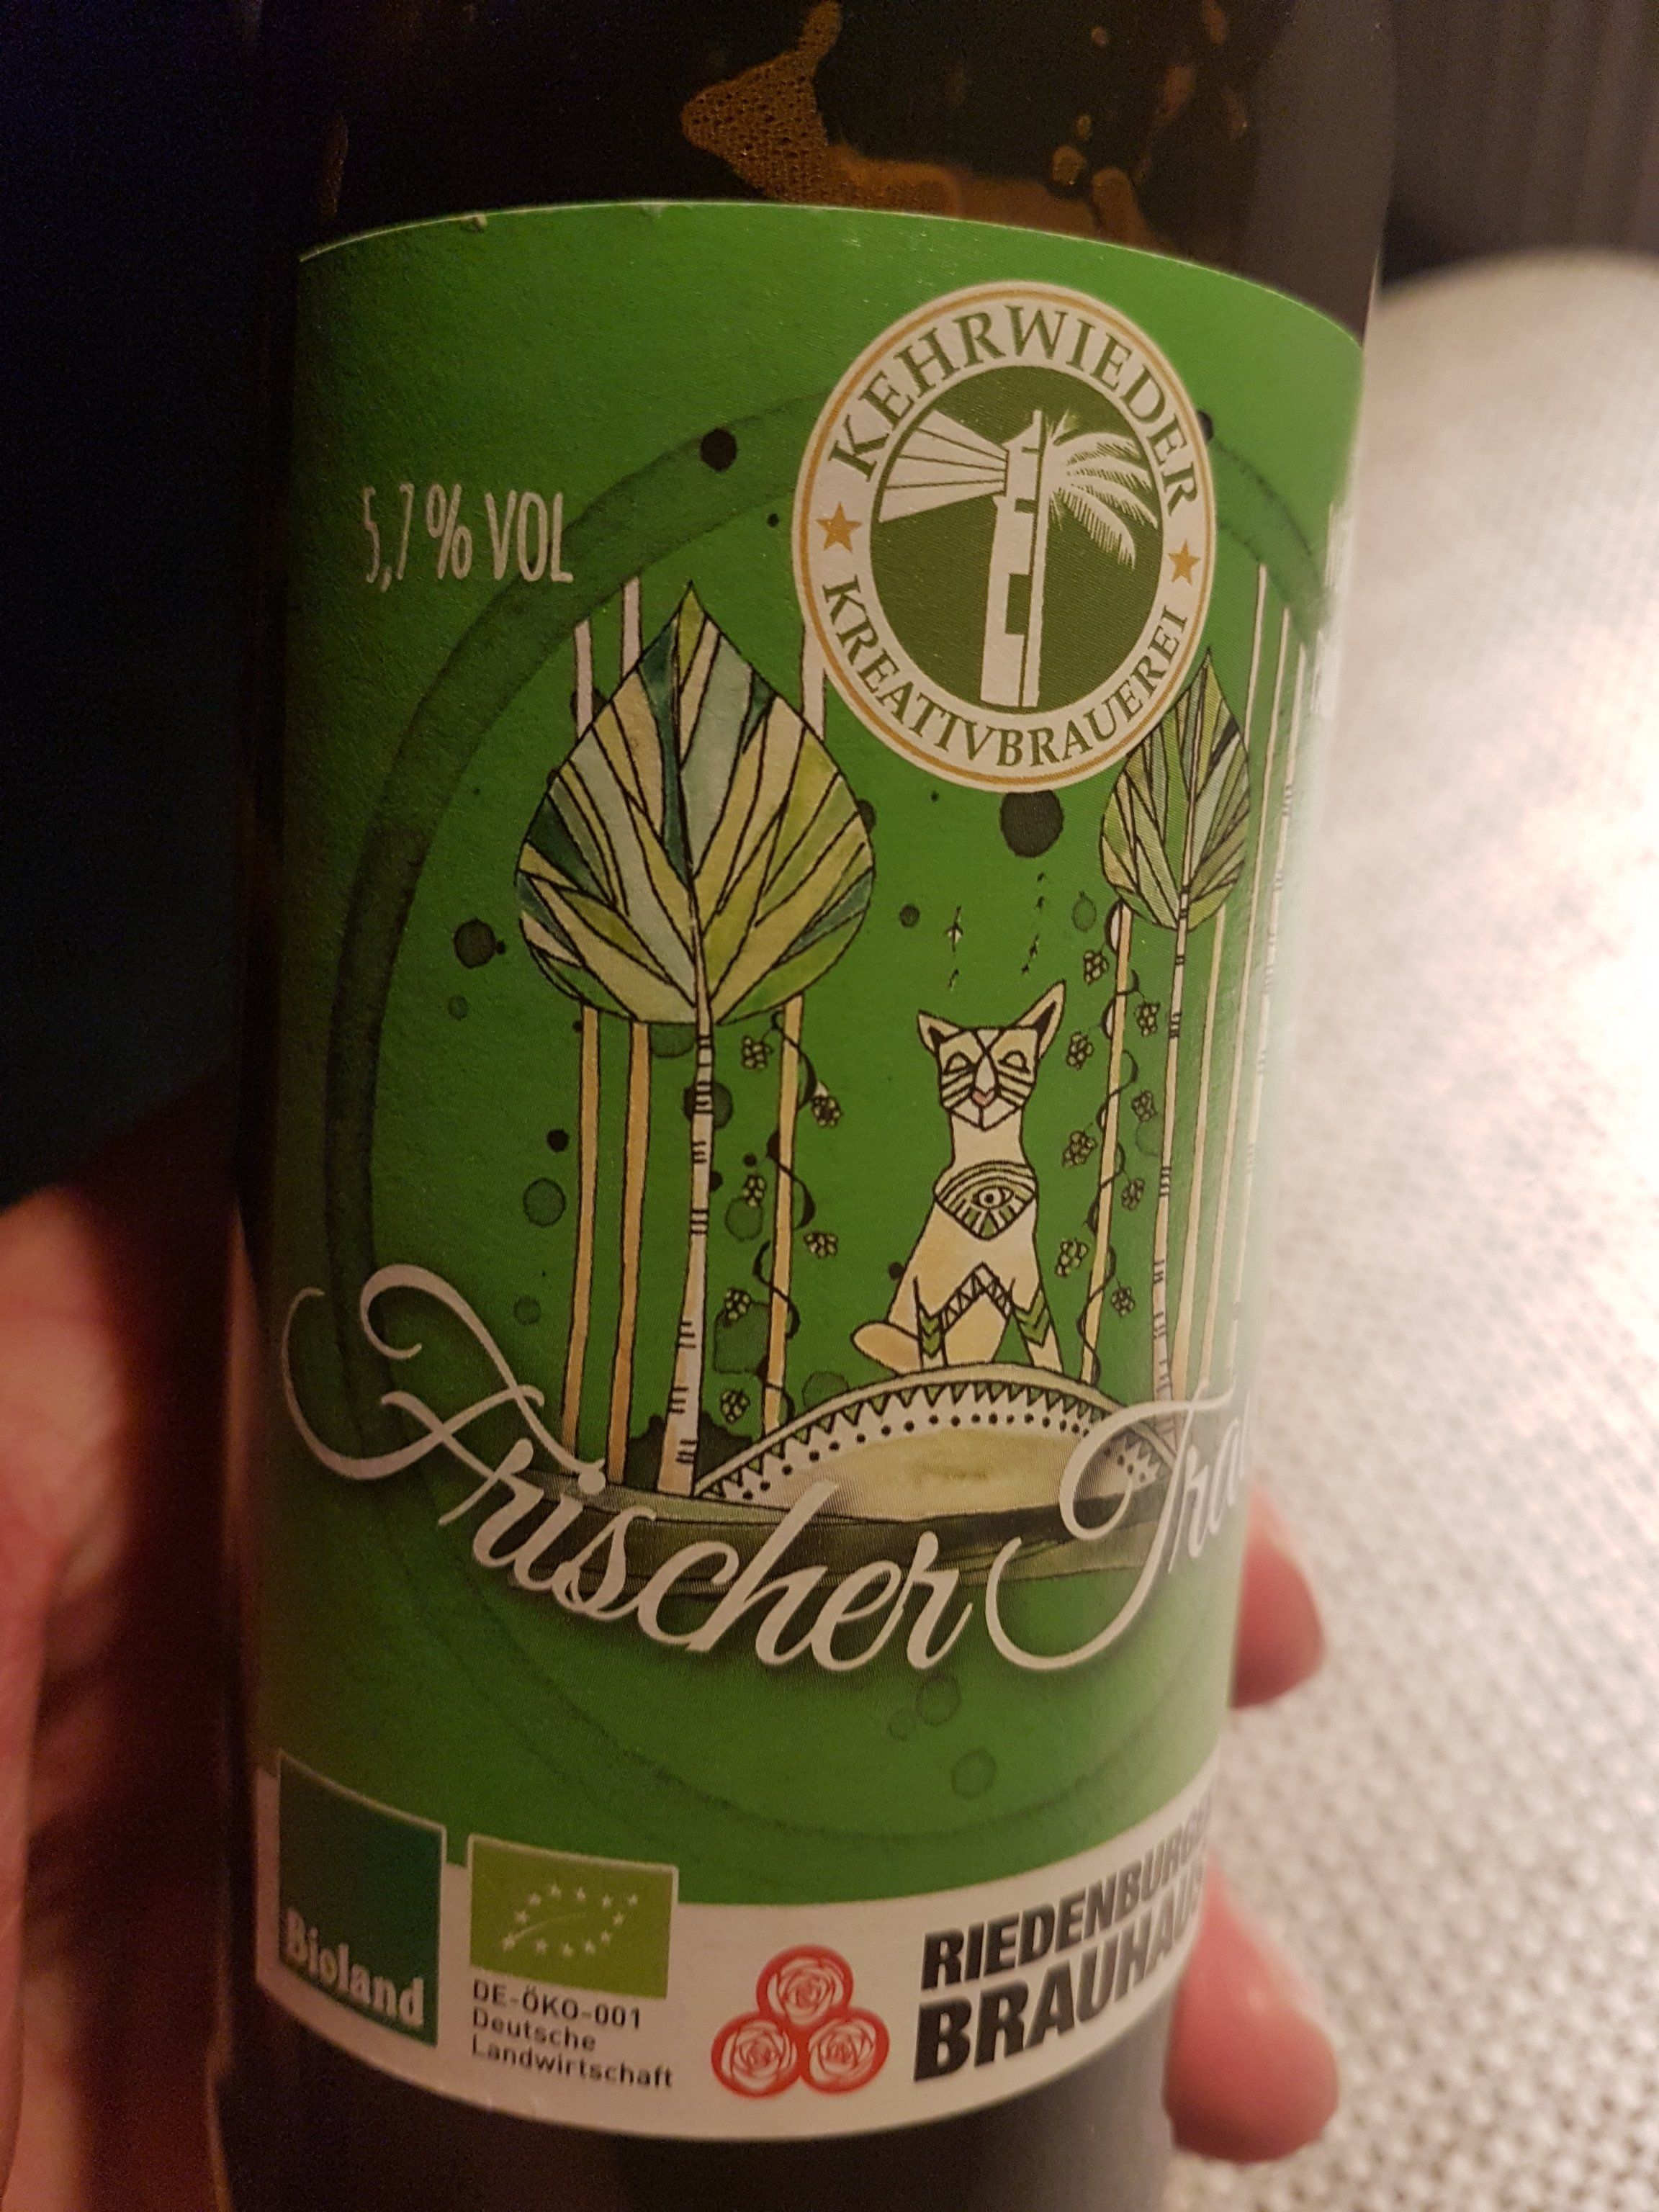 KEHRWIEDER
KREATIVBRAUEREI
5,7 % VOL
Frischer
Bioland
DE-ÖKO-001
Deutsche
Landwirtschaft
RIEDENBURGER
BRAUHAUS